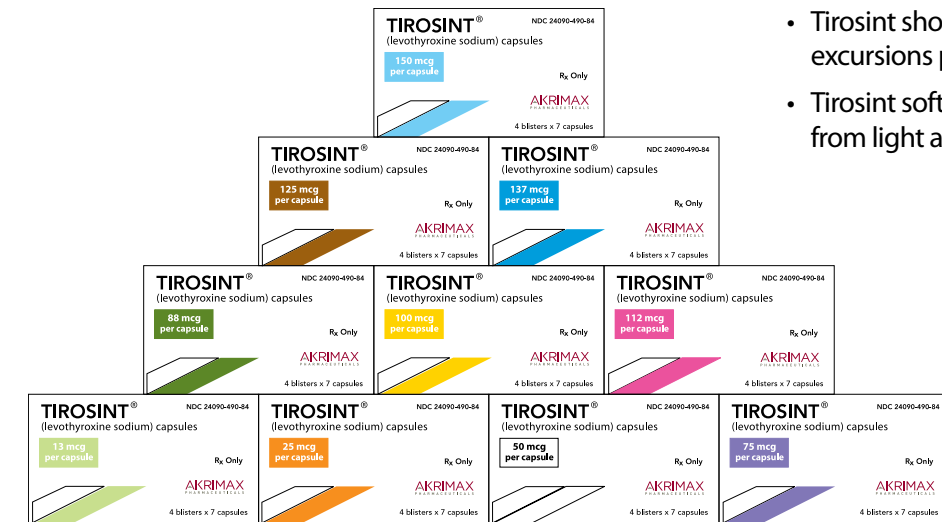 TIROSINT® NDC 24090-490-84
(levothyroxine sodium) capsules
150 mcg
per capsule
Rx Only
AKRIMAX
PHARMACEUTICALS
4 blisters x 7 capsules
• Tirosint sho
excursions p
• Tirosint soft
from light a
TIROSINT® NDC 24090-490-84
(levothyroxine sodium) capsules
125 mcg
per capsule
Rx Only
AKRIMAX
PHARMACEUTICALS
4 blisters x 7 capsules
TIROSINT® NDC 24090-490-84
(levothyroxine sodium) capsules
137 mcg
per capsule
Rx Only
AKRIMAX
PHARMACEUTICALS
4 blisters x 7 capsules
TIROSINT® NDC 24090-490-84
(levothyroxine sodium) capsules
88 mcg
per capsule
Rx Only
AKRIMAX
PHARMACEUTICALS
4 blisters x 7 capsules
TIROSINT® NDC 24090-490-84
(levothyroxine sodium) capsules
100 mcg
per capsule
Rx Only
AKRIMAX
PHARMACEUTICALS
4 blisters x 7 capsules
TIROSINT® NDC 24090-490-84
(levothyroxine sodium) capsules
112 mcg
per capsule
Rx Only
AKRIMAX
PHARMACEUTICALS
4 blisters x 7 capsules
TIROSINT® NDC 24090-490-84
(levothyroxine sodium) capsules
13 mcg
per capsule
Rx Only
AKRIMAX
PHARMACEUTICALS
4 blisters x 7 capsules
TIROSINT® NDC 24090-490-84
(levothyroxine sodium) capsules
25 mcg
per capsule
Rx Only
AKRIMAX
PHARMACEUTICALS
4 blisters x 7 capsules
TIROSINT® NDC 24090-490-84
(levothyroxine sodium) capsules
50 mcg
per capsule
Rx Only
AKRIMAX
PHARMACEUTICALS
4 blisters x 7 capsules
TIROSINT® NDC 24090-490-84
(levothyroxine sodium) capsules
75 mcg
per capsule
Rx Only
AKRIMAX
PHARMACEUTICALS
4 blisters x 7 capsules